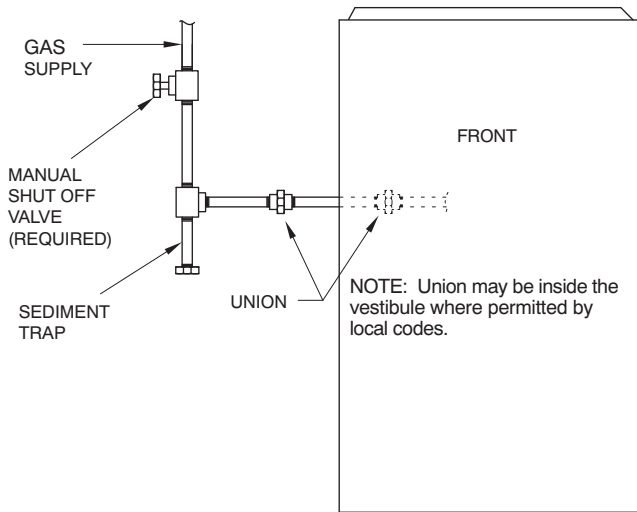 GAS
SUPPLY
FRONT
MANUAL
SHUT OFF
VALVE
(REQUIRED)
SEDIMENT
TRAP
UNION
NOTE: Union may be inside the
vestibule where permitted by
local codes.